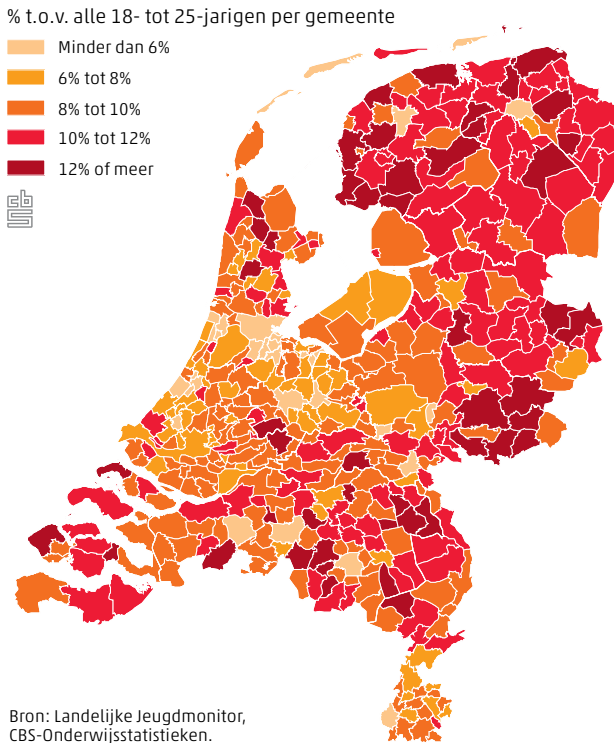 % t.o.v. alle 18- tot 25-jarigen per gemeente
Minder dan 6%
6% tot 8%
8% tot 10%
10% tot 12%
12% of meer
Bron: Landelijke Jeugdmonitor,
CBS-Onderwijsstatistieken.